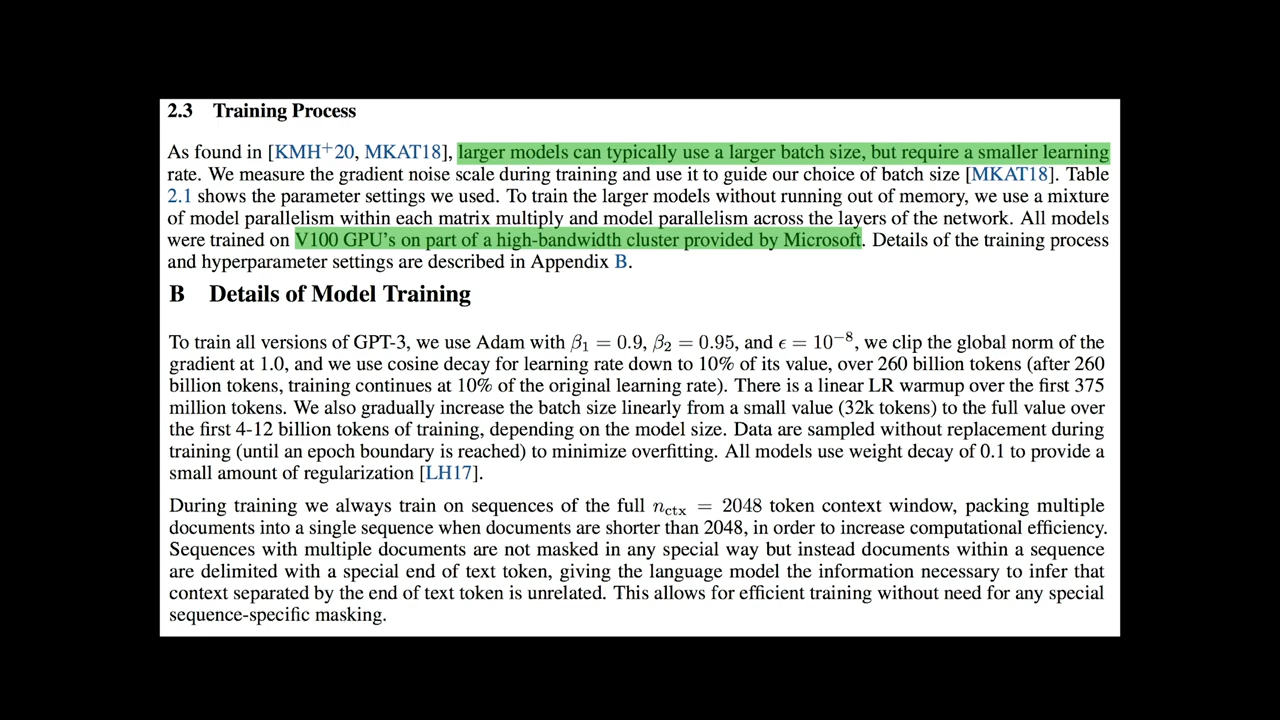 2.3 Training Process
As found in [KMH+20, MKAT18], larger models can typically use a larger batch size, but require a smaller learning
rate. We measure the gradient noise scale during training and use it to guide our choice of batch size [MKAT18]. Table
2.1 shows the parameter settings we used. To train the larger models without running out of memory, we use a mixture
of model parallelism within each matrix multiply and model parallelism across the layers of the network. All models
were trained on V100 GPU's on part of a high-bandwidth cluster provided by Microsoft. Details of the training process
and hyperparameter settings are described in Appendix B.
B Details of Model Training
To train all versions of GPT-3, we use Adam with β₁ = 0.9, β₂ = 0.95, and ϵ = 10⁻⁸, we clip the global norm of the
gradient at 1.0, and we use cosine decay for learning rate down to 10% of its value, over 260 billion tokens (after 260
billion tokens, training continues at 10% of the original learning rate). There is a linear LR warmup over the first 375
million tokens. We also gradually increase the batch size linearly from a small value (32k tokens) to the full value over
the first 4-12 billion tokens of training, depending on the model size. Data are sampled without replacement during
training (until an epoch boundary is reached) to minimize overfitting. All models use weight decay of 0.1 to provide a
small amount of regularization [LH17].
During training we always train on sequences of the full n_ctx = 2048 token context window, packing multiple
documents into a single sequence when documents are shorter than 2048, in order to increase computational efficiency.
Sequences with multiple documents are not masked in any special way but instead documents within a sequence
are delimited with a special end of text token, giving the language model the information necessary to infer that
context separated by the end of text token is unrelated. This allows for efficient training without need for any special
sequence-specific masking.